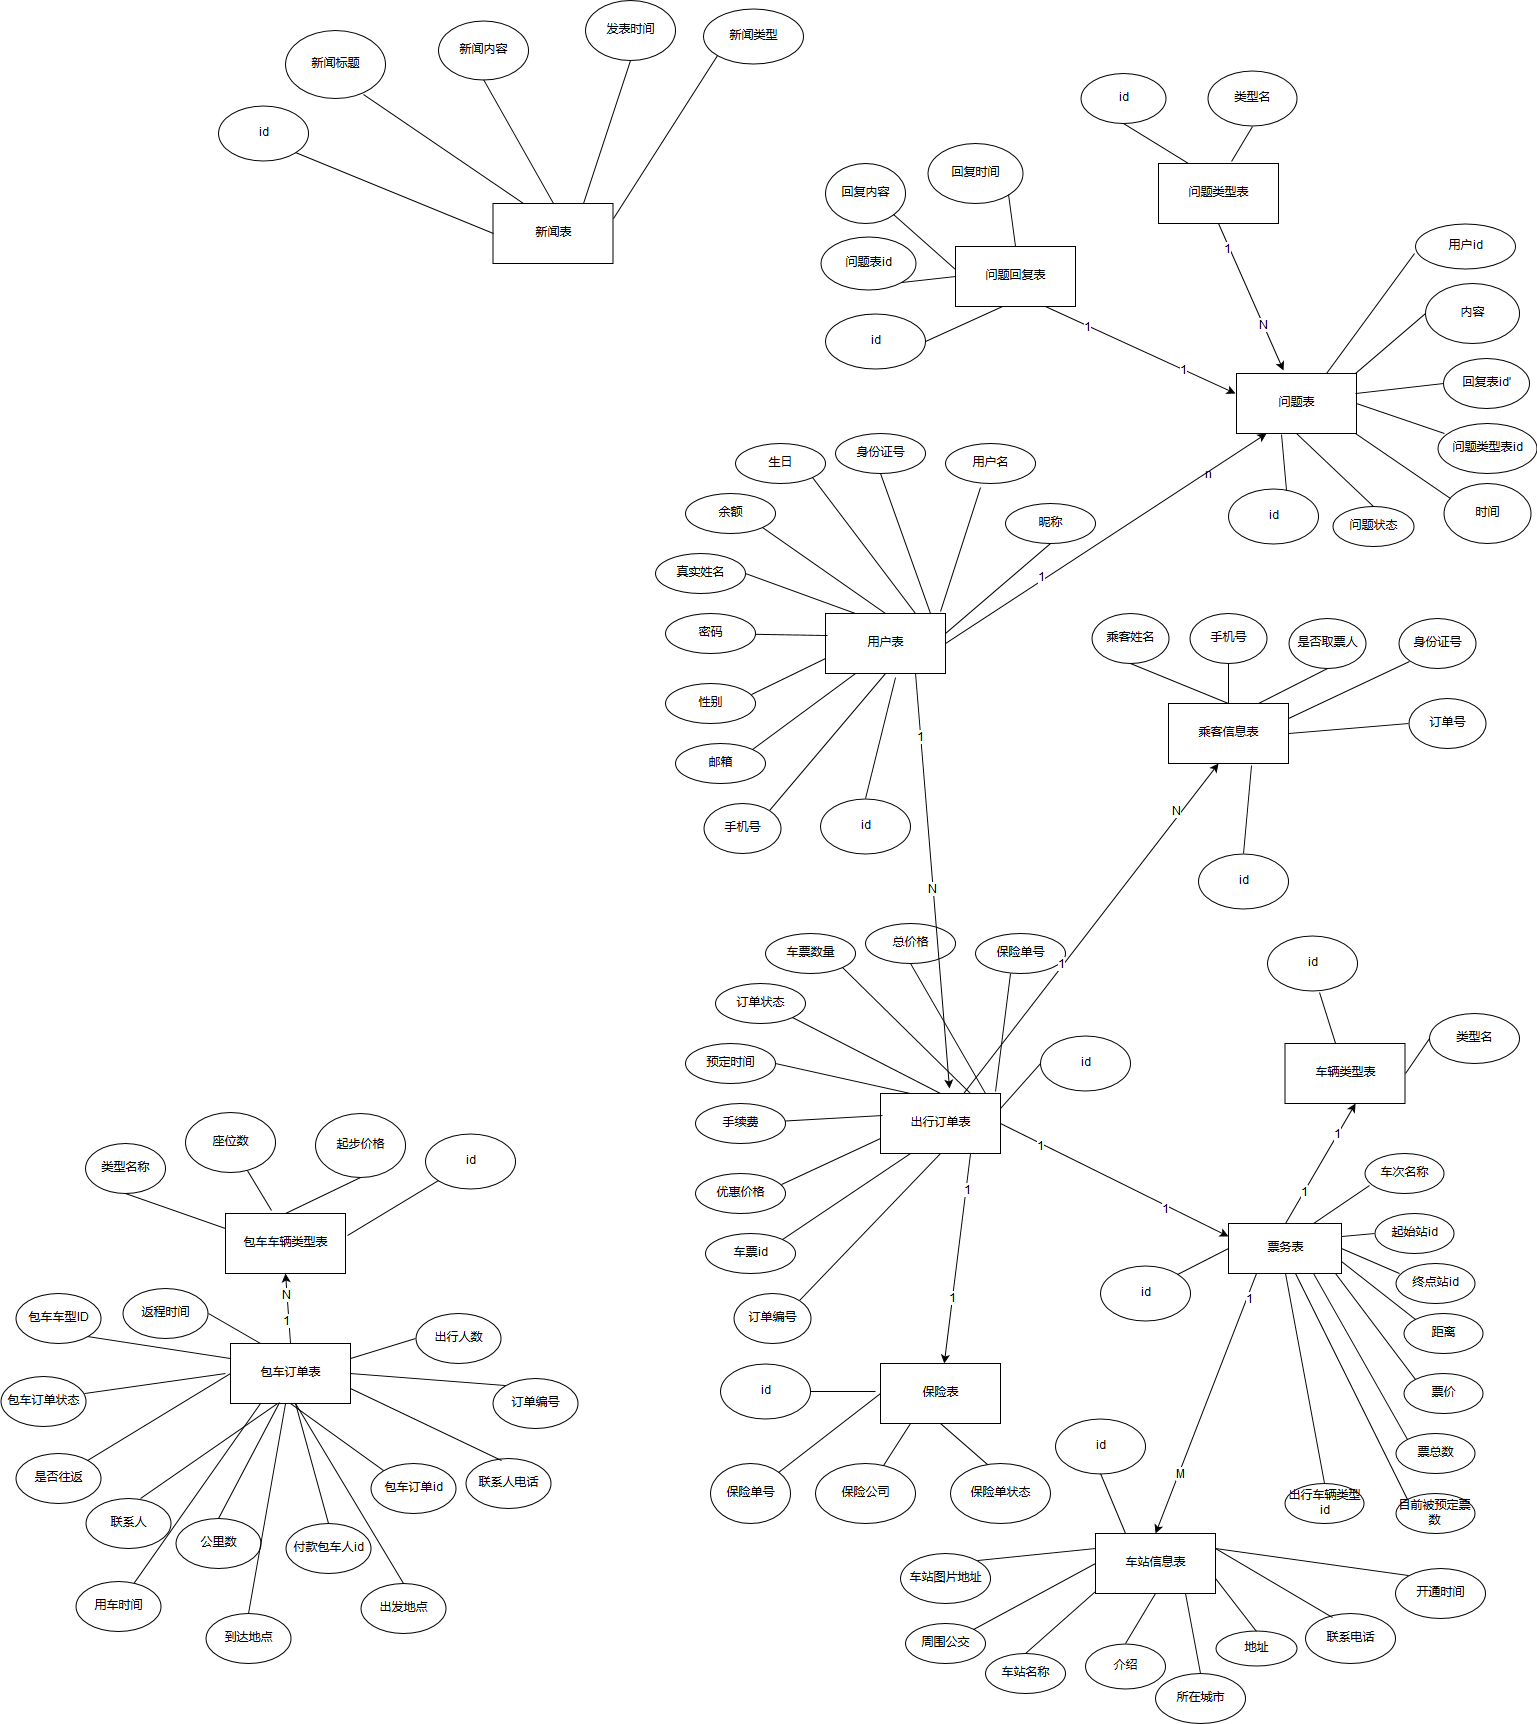 发表时间
新闻类型
新闻内容
新闻标题
id
新闻表
id
类型名
问题类型表
回复时间
回复内容
问题表id
问题回复表
id
1
N
1
1
用户id
内容
回复表id'
问题类型表id
时间
问题表
id
问题状态
n
1
生日
身份证号
用户名
昵称
余额
真实姓名
密码
性别
邮箱
手机号
id
用户表
1
N
乘客姓名
手机号
是否取票人
身份证号
订单号
乘客信息表
id
N
1
车票数量
总价格
保险单号
订单状态
预定时间
手续费
优惠价格
车票id
订单编号
id
出行订单表
1
1
1
1
id
类型名
车辆类型表
1
1
车次名称
起始站id
终点站id
距离
票价
票总数
目前被预定票
数
出行车辆类型
id
id
票务表
1
M
id
保险表
保险单号
保险公司
保险单状态
id
车站信息表
车站图片地址
周围公交
车站名称
介绍
所在城市
地址
联系电话
开通时间
类型名称
座位数
起步价格
id
包车车辆类型表
N
1
包车车型ID
返程时间
出行人数
包车订单表
包车订单状态
订单编号
是否往返
联系人
公里数
付款包车人id
包车订单id
联系人电话
用车时间
到达地点
出发地点